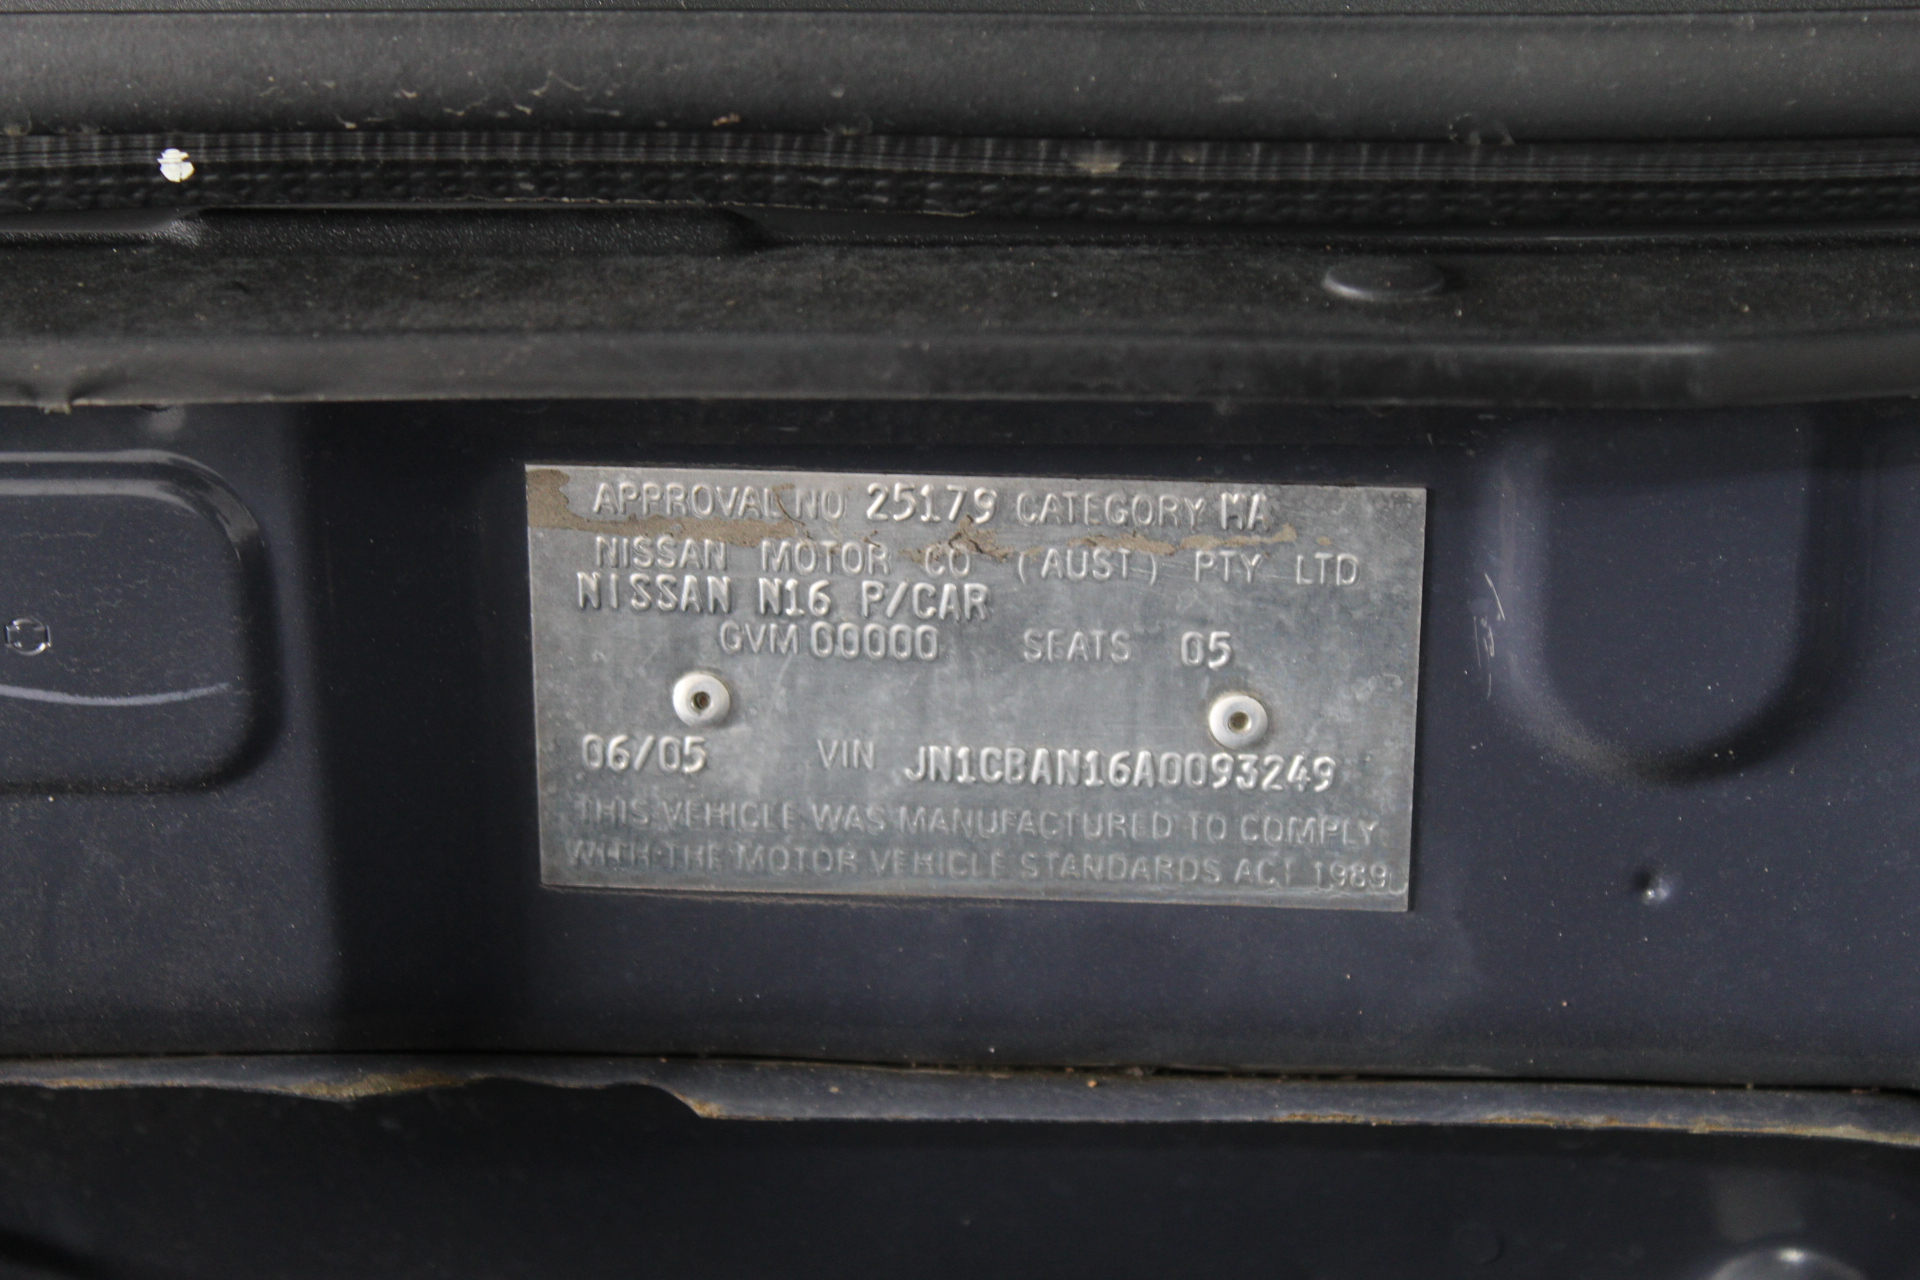 APPROVAL NO 25179 CATEGORY MA
NISSAN MOTOR CO (AUST) PTY LTD
NISSAN N16 P/CAR
GVM 00000 SEATS 05
06/05 VIN JN1CBAN16A0093249
THIS VEHICLE WAS MANUFACTURED TO COMPLY
WITH THE MOTOR VEHICLE STANDARDS ACT 1989